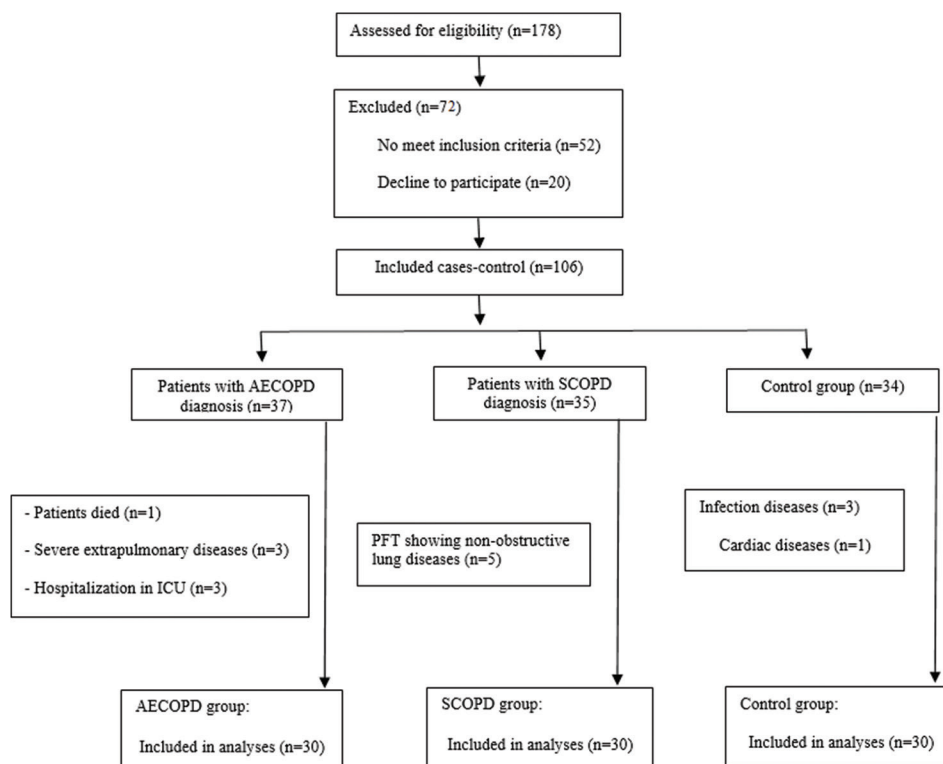 Assessed for eligibility (n=178)
Excluded (n=72)
No meet inclusion criteria (n=52)
Decline to participate (n=20)
Included cases-control (n=106)
Patients with AECOPD
diagnosis (n=37)
Patients with SCOPD
diagnosis (n=35)
Control group (n=34)
- Patients died (n=1)
- Severe extrapulmonary diseases (n=3)
- Hospitalization in ICU (n=3)
PFT showing non-obstructive
lung diseases (n=5)
Infection diseases (n=3)
Cardiac diseases (n=1)
AECOPD group:
Included in analyses (n=30)
SCOPD group:
Included in analyses (n=30)
Control group:
Included in analyses (n=30)